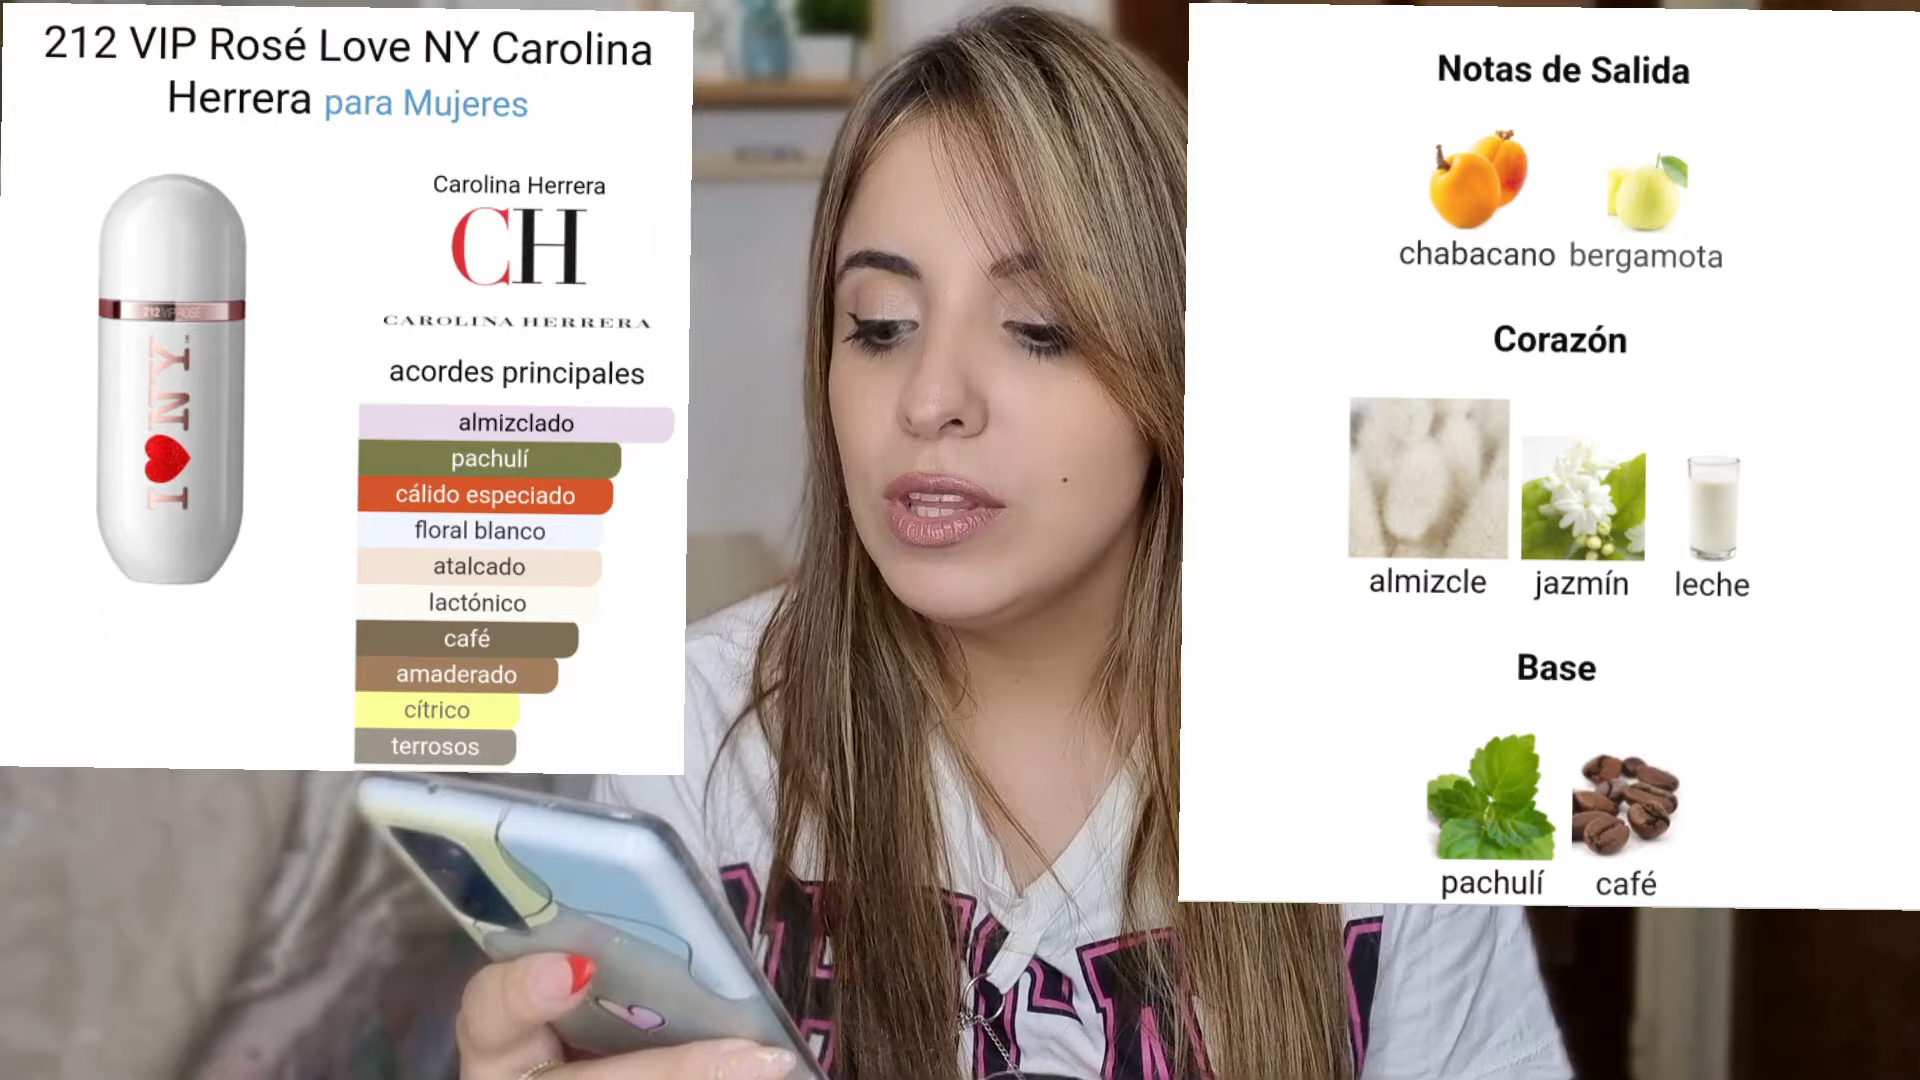 212 VIP Rosé Love NY Carolina
Herrera para Mujeres
Carolina Herrera
CH
CAROLINA HERRERA
212 VIP ROSÉ
I NY
acordes principales
almizclado
pachulí
cálido especiado
floral blanco
atalcado
lactónico
café
amaderado
cítrico
terrosos
Notas de Salida
chabacano bergamota
Corazón
almizcle jazmín leche
Base
pachulí café